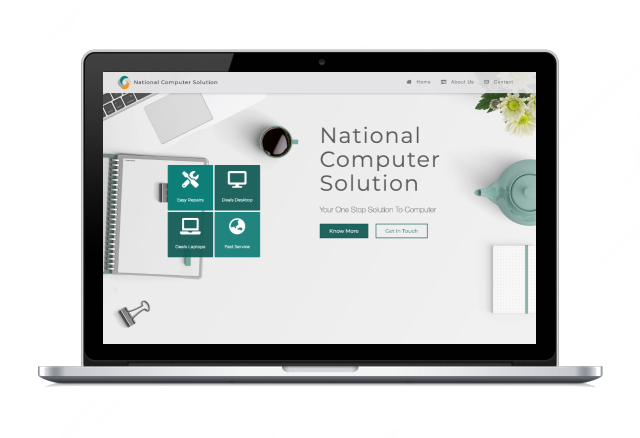 National Computer Solution
Home
About Us
Contact
National
Computer
Solution
Your One Stop Solution To Computer
Know More
Get In Touch
Easy Repairs
Deals Desktop
Deals Laptops
Fast Service